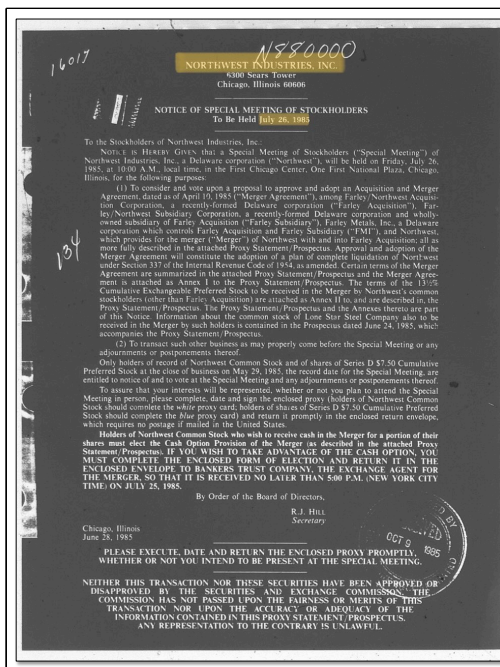 16017
N880000
NORTHWEST INDUSTRIES, INC.
6300 Sears Tower
Chicago, Illinois 60606
NOTICE OF SPECIAL MEETING OF STOCKHOLDERS
To Be Held July 26, 1985
To the Stockholders of Northwest Industries, Inc.:
NOTICE IS HEREBY GIVEN that a Special Meeting of Stockholders ("Special Meeting") of
Northwest Industries, Inc., a Delaware corporation ("Northwest"), will be held on Friday, July 26,
1985, at 10:00 A.M., local time, in the First Chicago Center, One First National Plaza, Chicago,
Illinois, for the following purposes:
(1) To consider and vote upon a proposal to approve and adopt an Acquisition and Merger
Agreement, dated as of April 10, 1985 ("Merger Agreement"), among Farley/Northwest Acquisi-
tion Corporation, a recently-formed Delaware corporation ("Farley Acquisition"), Far-
ley/Northwest Subsidiary Corporation, a recently-formed Delaware corporation and wholly-
owned subsidiary of Farley Acquisition ("Farley Subsidiary"), Farley Metals, Inc., a Delaware
corporation which controls Farley Acquisition and Farley Subsidiary ("FMI"), and Northwest,
which provides for the merger ("Merger") of Northwest with and into Farley Acquisition; all as
more fully described in the attached Proxy Statement/Prospectus. Approval and adoption of the
Merger Agreement will constitute the adoption of a plan of complete liquidation of Northwest
under Section 337 of the Internal Revenue Code of 1954, as amended. Certain terms of the Merger
Agreement are summarized in the attached Proxy Statement/Prospectus and the Merger Agree-
ment is attached as Annex I to the Proxy Statement/Prospectus. The terms of the 13½%
Cumulative Exchangeable Preferred Stock to be received in the Merger by Northwest's common
stockholders (other than Farley Acquisition) are attached as Annex II to, and are described in, the
Proxy Statement/Prospectus. The Proxy Statement/Prospectus and the Annexes thereto are part
of this Notice. Information about the common stock of Lone Star Steel Company also to be
received in the Merger by such holders is contained in the Prospectus dated June 24, 1985, which
accompanies the Proxy Statement/Prospectus.
(2) To transact such other business as may properly come before the Special Meeting or any
adjournments or postponements thereof.
Only holders of record of Northwest Common Stock and of shares of Series D $7.50 Cumulative
Preferred Stock at the close of business on May 29, 1985, the record date for the Special Meeting, are
entitled to notice of and to vote at the Special Meeting and any adjournments or postponements thereof.
To assure that your interests will be represented, whether or not you plan to attend the Special
Meeting in person, please complete, date and sign the enclosed proxy (holders of Northwest Common
Stock should complete the white proxy card; holders of shares of Series D $7.50 Cumulative Preferred
Stock should complete the blue proxy card) and return it promptly in the enclosed return envelope,
which requires no postage if mailed in the United States.
Holders of Northwest Common Stock who wish to receive cash in the Merger for a portion of their
shares must elect the Cash Option Provision of the Merger (as described in the attached Proxy
Statement/Prospectus). IF YOU WISH TO TAKE ADVANTAGE OF THE CASH OPTION, YOU
MUST COMPLETE THE ENCLOSED FORM OF ELECTION AND RETURN IT IN THE
ENCLOSED ENVELOPE TO BANKERS TRUST COMPANY, THE EXCHANGE AGENT FOR
THE MERGER, SO THAT IT IS RECEIVED NO LATER THAN 5:00 P.M. (NEW YORK CITY
TIME) ON JULY 25, 1985.
By Order of the Board of Directors,
R.J. HILL
Secretary
Chicago, Illinois
June 28, 1985
PLEASE EXECUTE, DATE AND RETURN THE ENCLOSED PROXY PROMPTLY,
WHETHER OR NOT YOU INTEND TO BE PRESENT AT THE SPECIAL MEETING.
NEITHER THIS TRANSACTION NOR THESE SECURITIES HAVE BEEN APPROVED OR
DISAPPROVED BY THE SECURITIES AND EXCHANGE COMMISSION. THE
COMMISSION HAS NOT PASSED UPON THE FAIRNESS OR MERITS OF THIS
TRANSACTION NOR UPON THE ACCURACY OR ADEQUACY OF THE
INFORMATION CONTAINED IN THIS PROXY STATEMENT/PROSPECTUS.
ANY REPRESENTATION TO THE CONTRARY IS UNLAWFUL.
134
OCT 9 1985